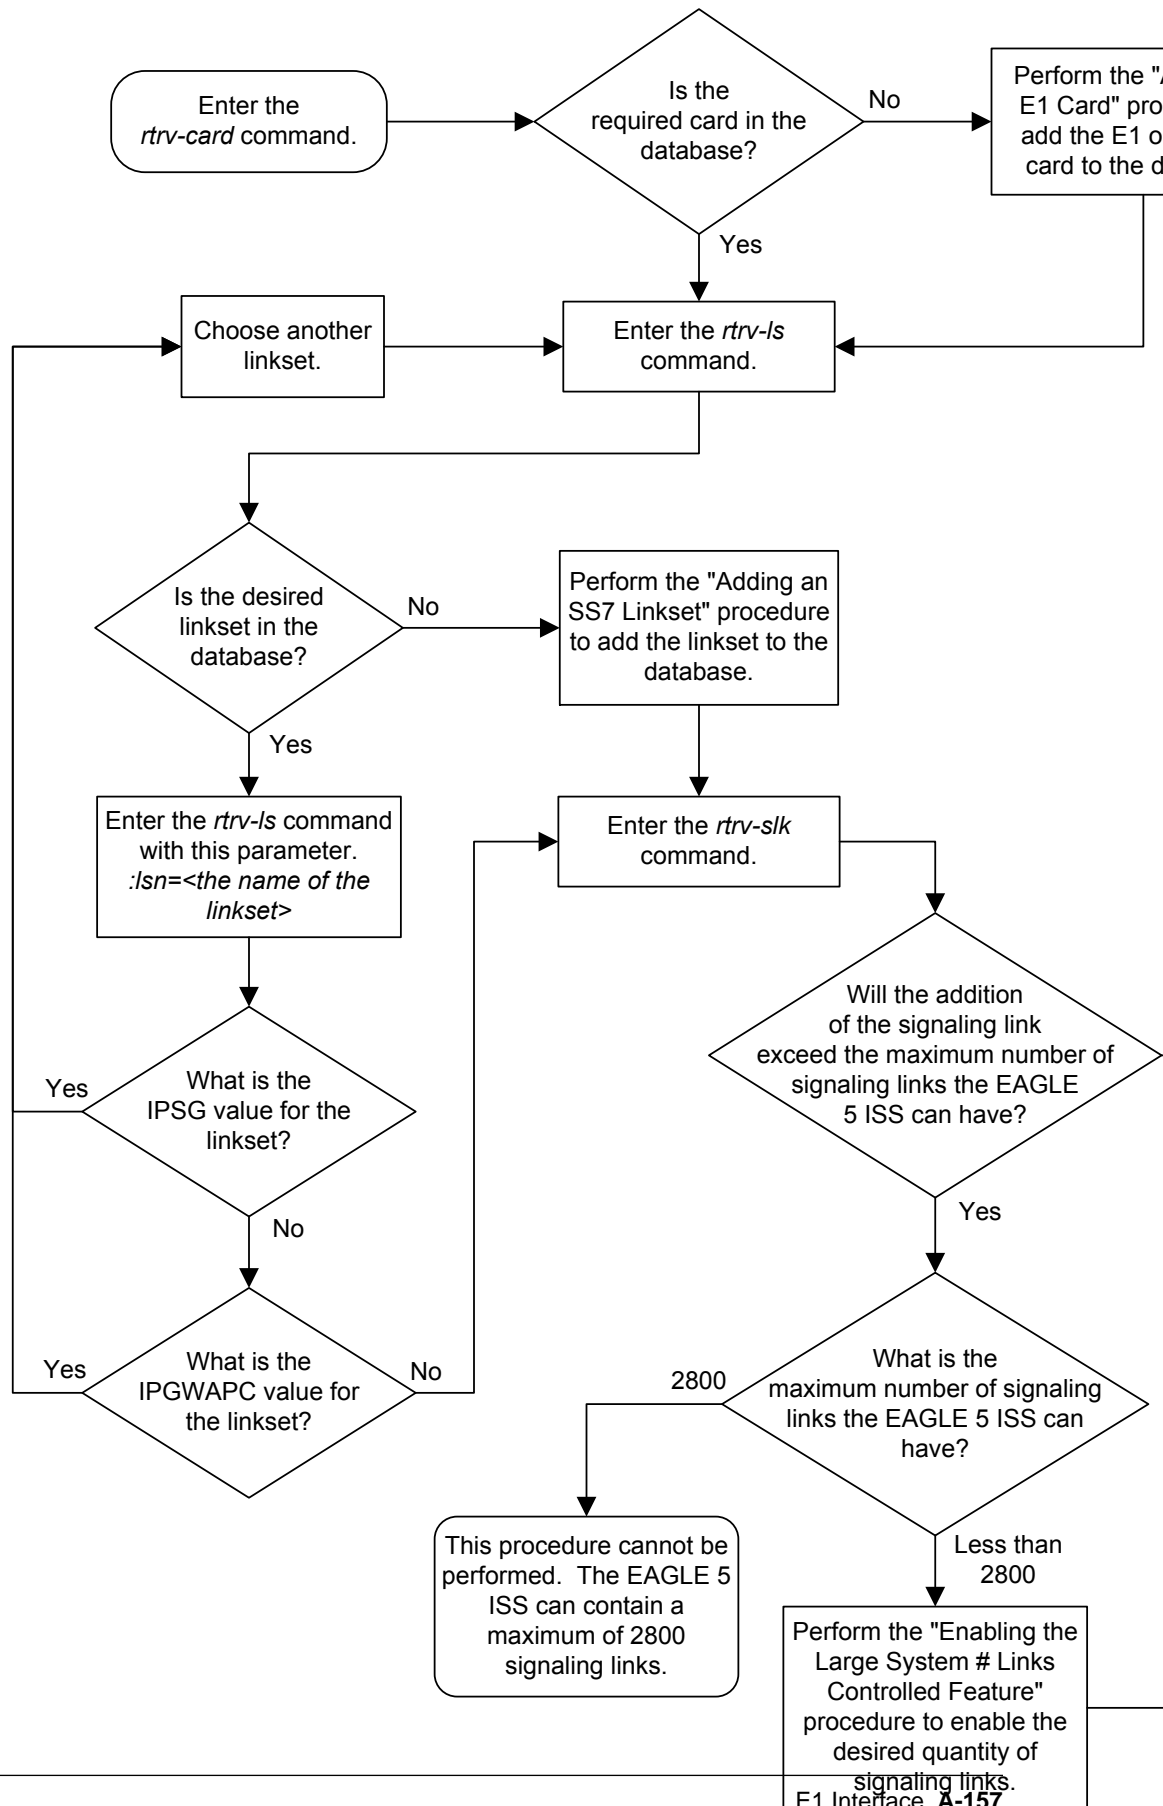 Enter the
rtrv-card command.
Is the
required card in the
database?
No
Perform the
E1 Card"
add the E1
card to the
Yes
Choose another
linkset.
Enter the rtrv-ls
command.
Is the desired
linkset in the
database?
No
Perform the "Adding an
SS7 Linkset" procedure
to add the linkset to the
database.
Yes
Enter the rtrv-ls command
with this parameter.
:lsn=<the name of the
linkset>
Enter the rtrv-slk
command.
Will the addition
of the signaling link
exceed the maximum number of
signaling links the EAGLE
5 ISS can have?
Yes
What is the
IPSG value for the
linkset?
Yes
No
What is the
IPGWAPC value for
the linkset?
Yes
No
What is the
maximum number of signaling
links the EAGLE 5 ISS can
have?
2800
Less than
2800
This procedure cannot be
performed. The EAGLE 5
ISS can contain a
maximum of 2800
signaling links.
Perform the "Enabling the
Large System # Links
Controlled Feature"
procedure to enable the
desired quantity of
signaling links.
E1 Interface A-157